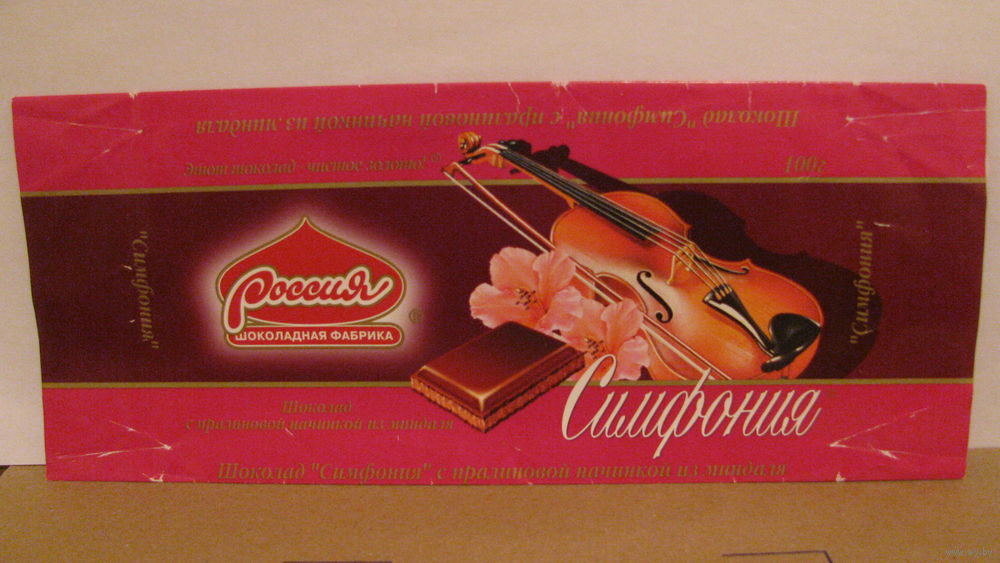 Шоколад "Симфония" с пралиновой начинкой из миндаля
Этот шоколад - чистое золото!
100г
"Симфония"
Россия
®
ШОКОЛАДНАЯ ФАБРИКА
"Симфония"
Симфония
Шоколад
с пралиновой начинкой из миндаля
Шоколад "Симфония" с пралиновой начинкой из миндаля